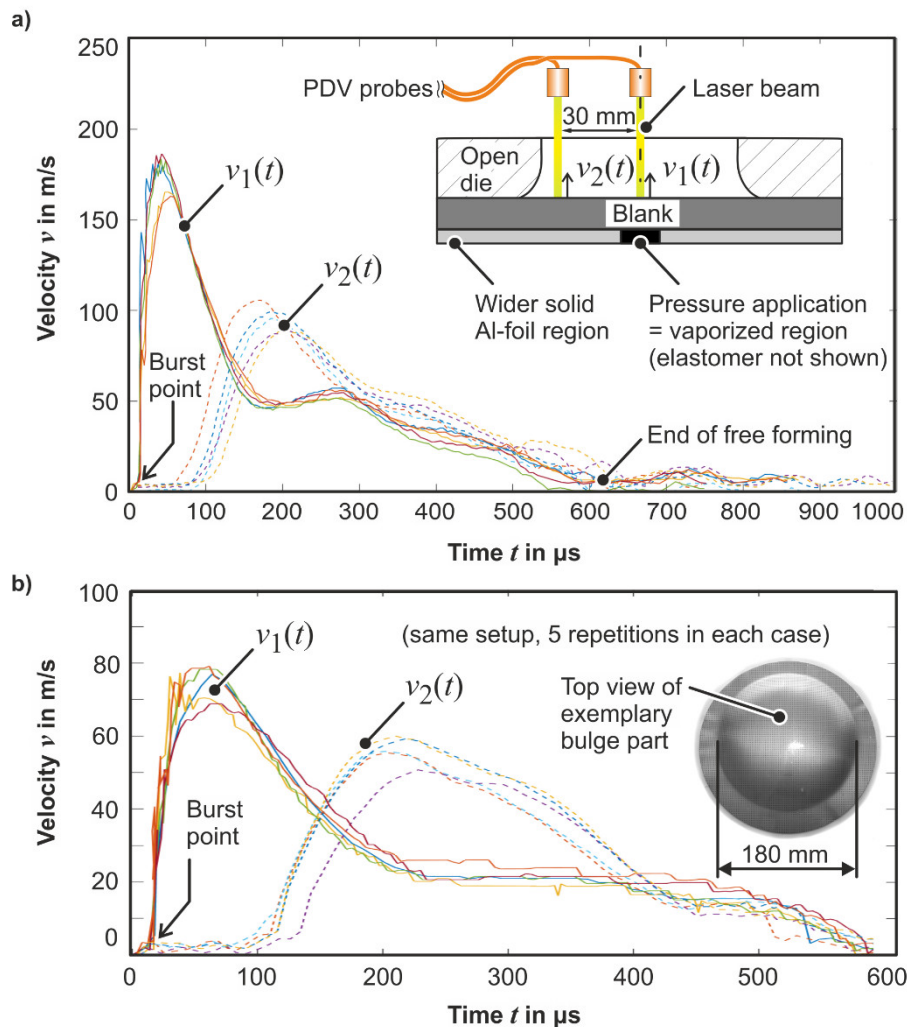 a)
250
200
150
100
50
0
Velocity v in m/s
0
100
200
300
400
500
600
700
800
900
1000
Time t in µs
v₁(t)
v₂(t)
Burst
point
End of free forming
PDV probes
Laser beam
30 mm
Open
die
v₂(t)
v₁(t)
Blank
Wider solid
Al-foil region
Pressure application
= vaporized region
(elastomer not shown)
b)
100
80
60
40
20
0
Velocity v in m/s
0
100
200
300
400
500
600
Time t in µs
v₁(t)
v₂(t)
Burst
point
(same setup, 5 repetitions in each case)
Top view of
exemplary
bulge part
180 mm